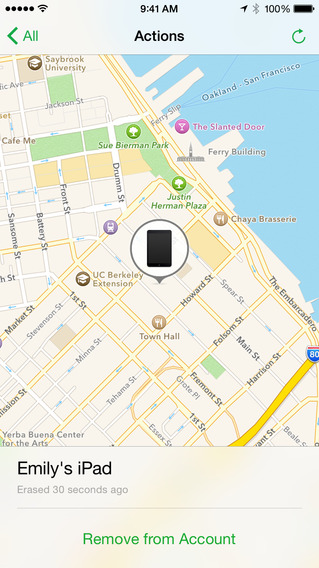 9:41 AM
100%
All
Actions
Saybrook
University
Oakland - San Francisco
Jackson St
Ferry Slip
Cafe Me
The Slanted Door
Sue Bierman Park
Ferry Building
Front St
Drumm St
Battery St
Sansome St
Justin
Herman Plaza
Chaya Brasserie
UC Berkeley
Extension
Market St
Stevenson St
Howard St
Spear St
The Embarcadero
Town Hall
Folsom St
Minna St
Main St
80
Harrison St
Tehama St
Grote Pl
Fremont St
1st St
Mission St
Yerba Buena Center
for the Arts
Essex St
1st St
Emily's iPad
Erased 30 seconds ago
Remove from Account